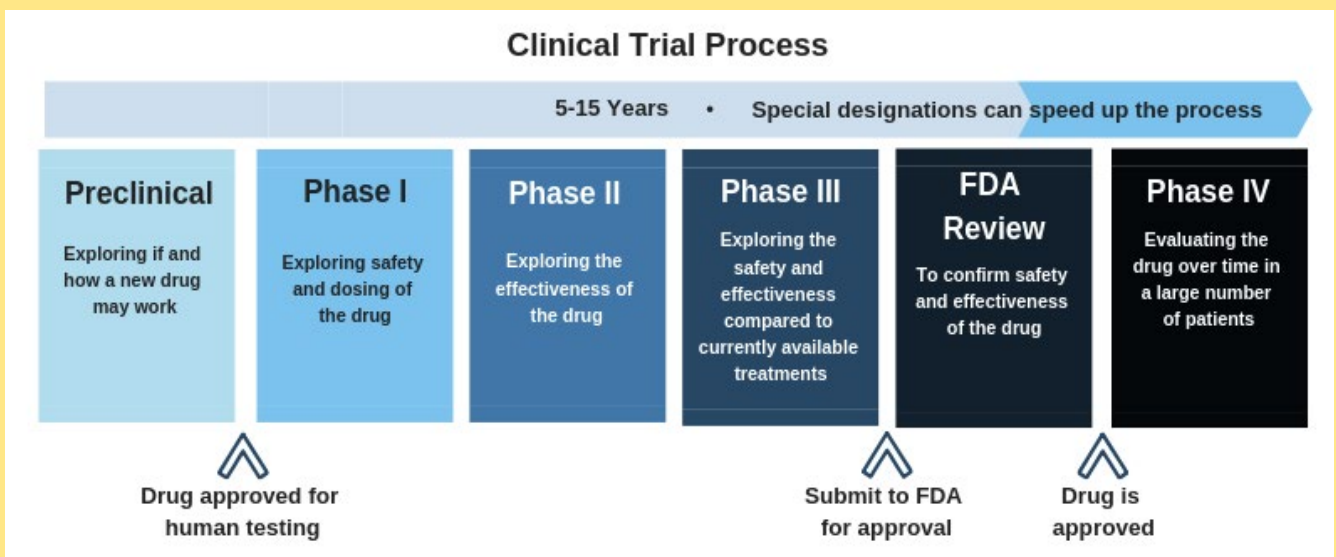 Clinical Trial Process
5-15 Years • Special designations can speed up the process
Preclinical
Exploring if and
how a new drug
may work
Phase I
Exploring safety
and dosing of
the drug
Phase II
Exploring the
effectiveness of
the drug
Phase III
Exploring the
safety and
effectiveness
compared to
currently available
treatments
FDA
Review
To confirm safety
and effectiveness
of the drug
Phase IV
Evaluating the
drug over time in
a large number
of patients
Drug approved for
human testing
Submit to FDA
for approval
Drug is
approved